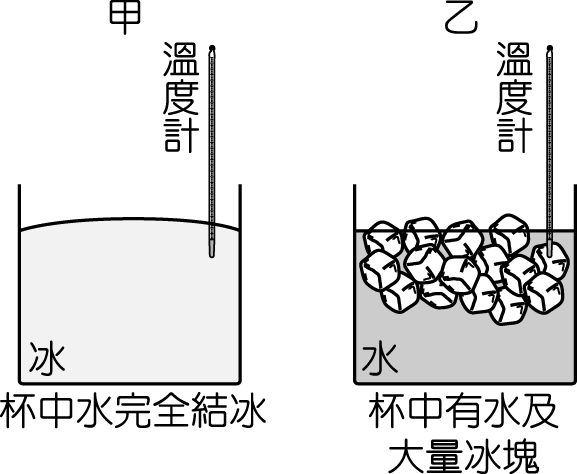 甲
溫度計
冰
杯中水完全結冰
乙
溫度計
水
杯中有水及
大量冰塊